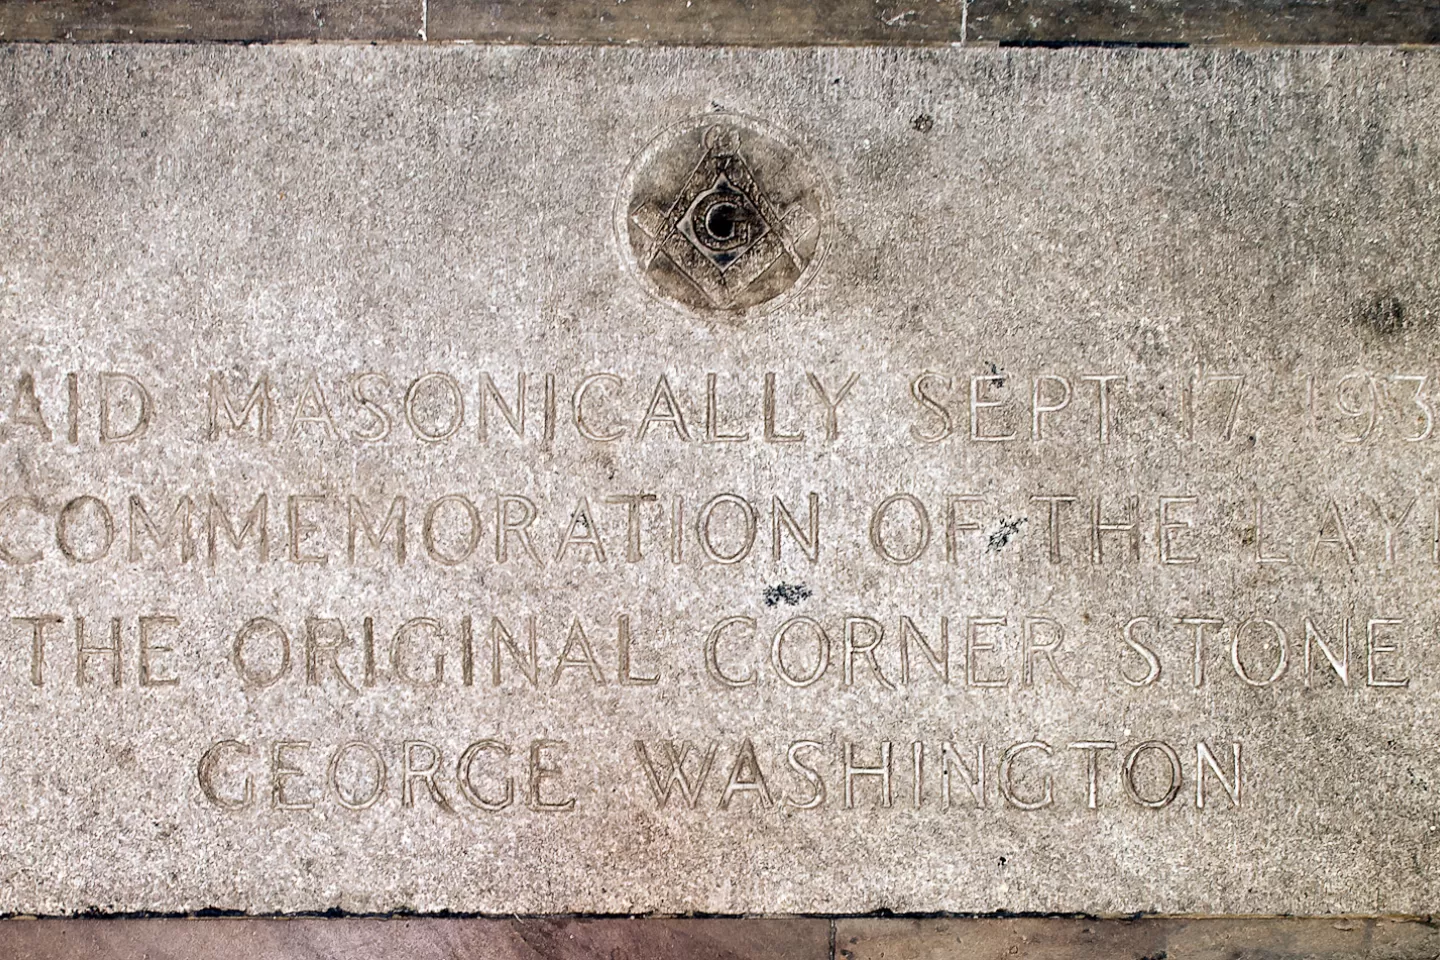 G
AID MASONICALLY SEPT 17 193
COMMEMORATION OF THE LAY
THE ORIGINAL CORNER STONE
GEORGE WASHINGTON